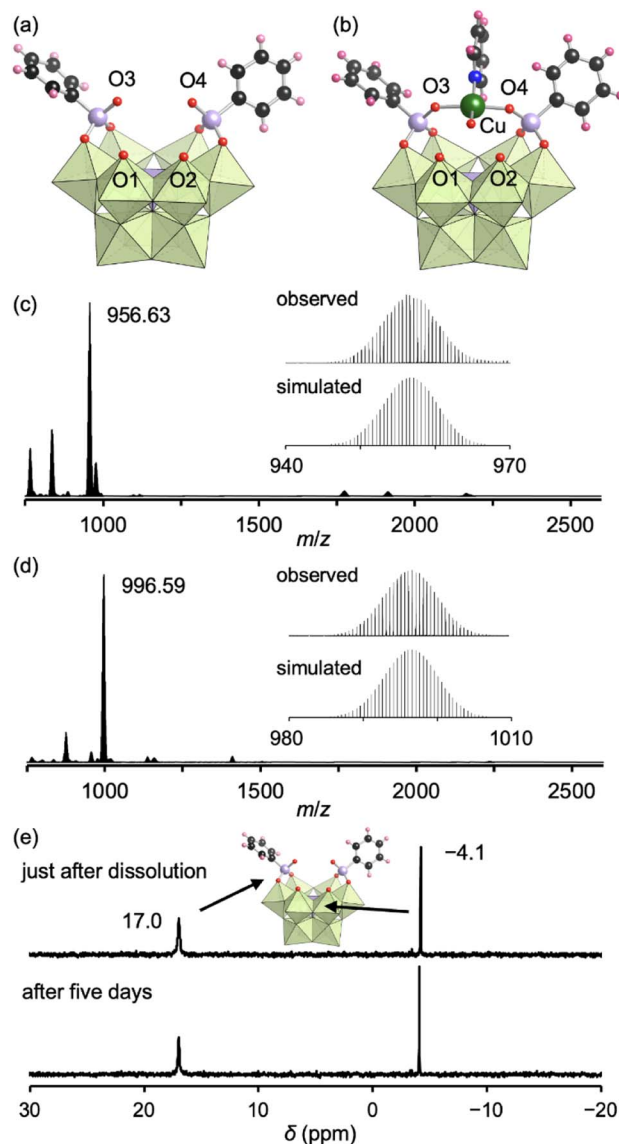 (a)
(b)
O3
O4
O1
O2
O3
O4
Cu
O1
O2
(c)
956.63
observed
simulated
940
970
1000
1500
2000
2500
m/z
(d)
996.59
observed
simulated
980
1010
1000
1500
2000
2500
m/z
(e)
just after dissolution
−4.1
17.0
after five days
30
20
10
0
−10
−20
δ (ppm)